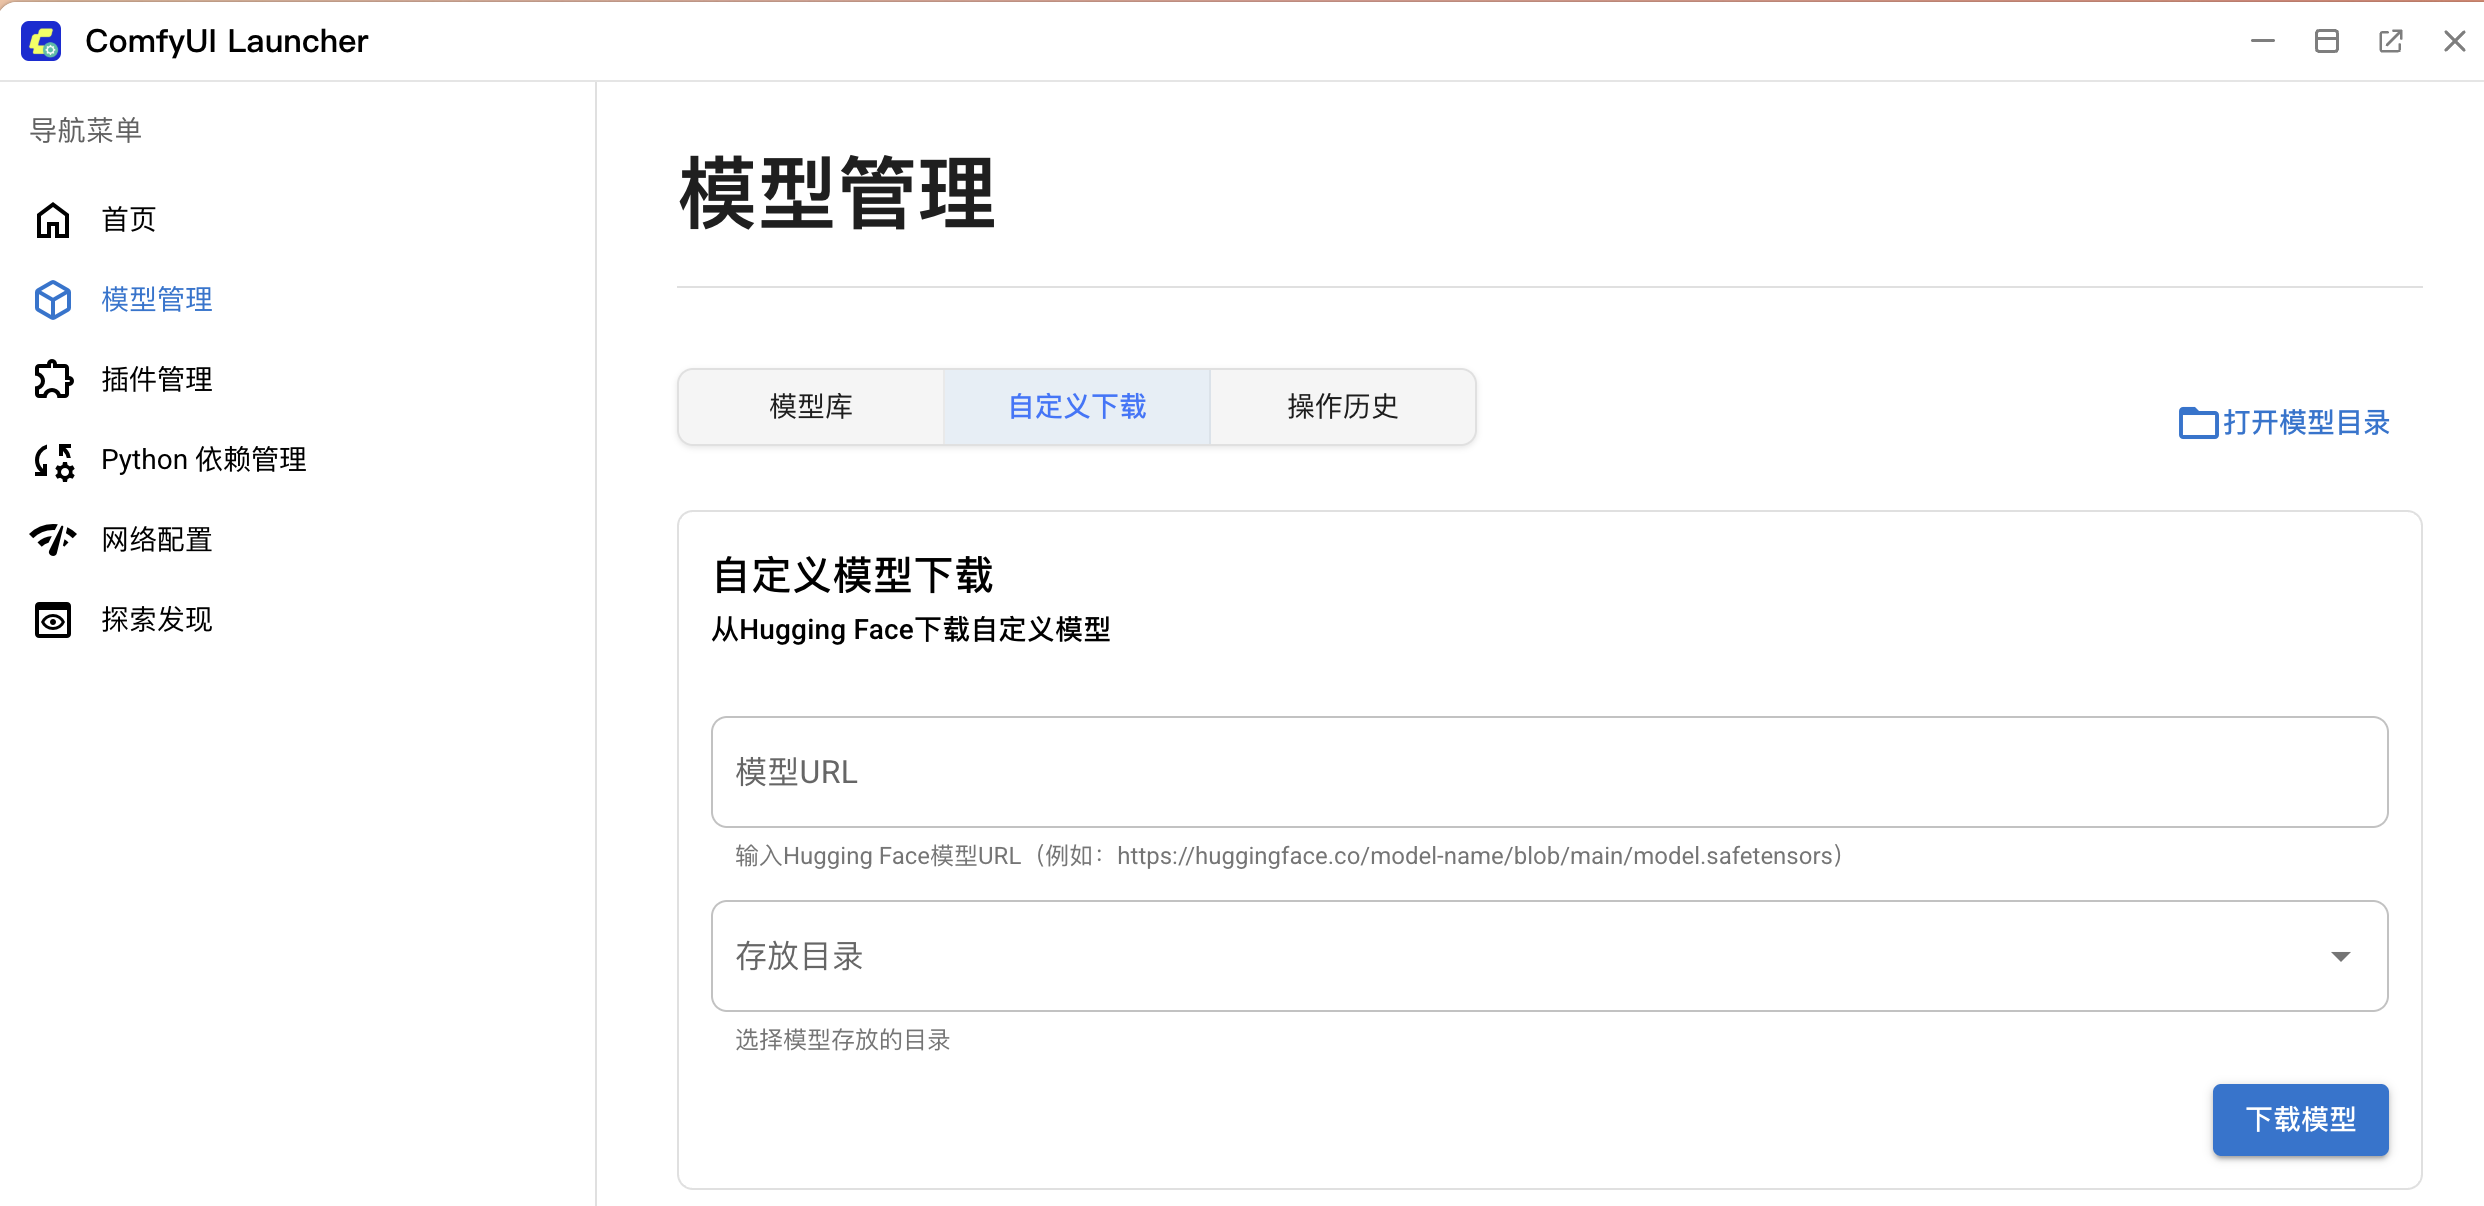 ComfyUI Launcher
导航菜单
首页
模型管理
插件管理
Python 依赖管理
网络配置
探索发现
模型管理
模型库
自定义下载
操作历史
打开模型目录
自定义模型下载
从Hugging Face下载自定义模型
模型URL
输入Hugging Face模型URL（例如：https://huggingface.co/model-name/blob/main/model.safetensors）
存放目录
选择模型存放的目录
下载模型